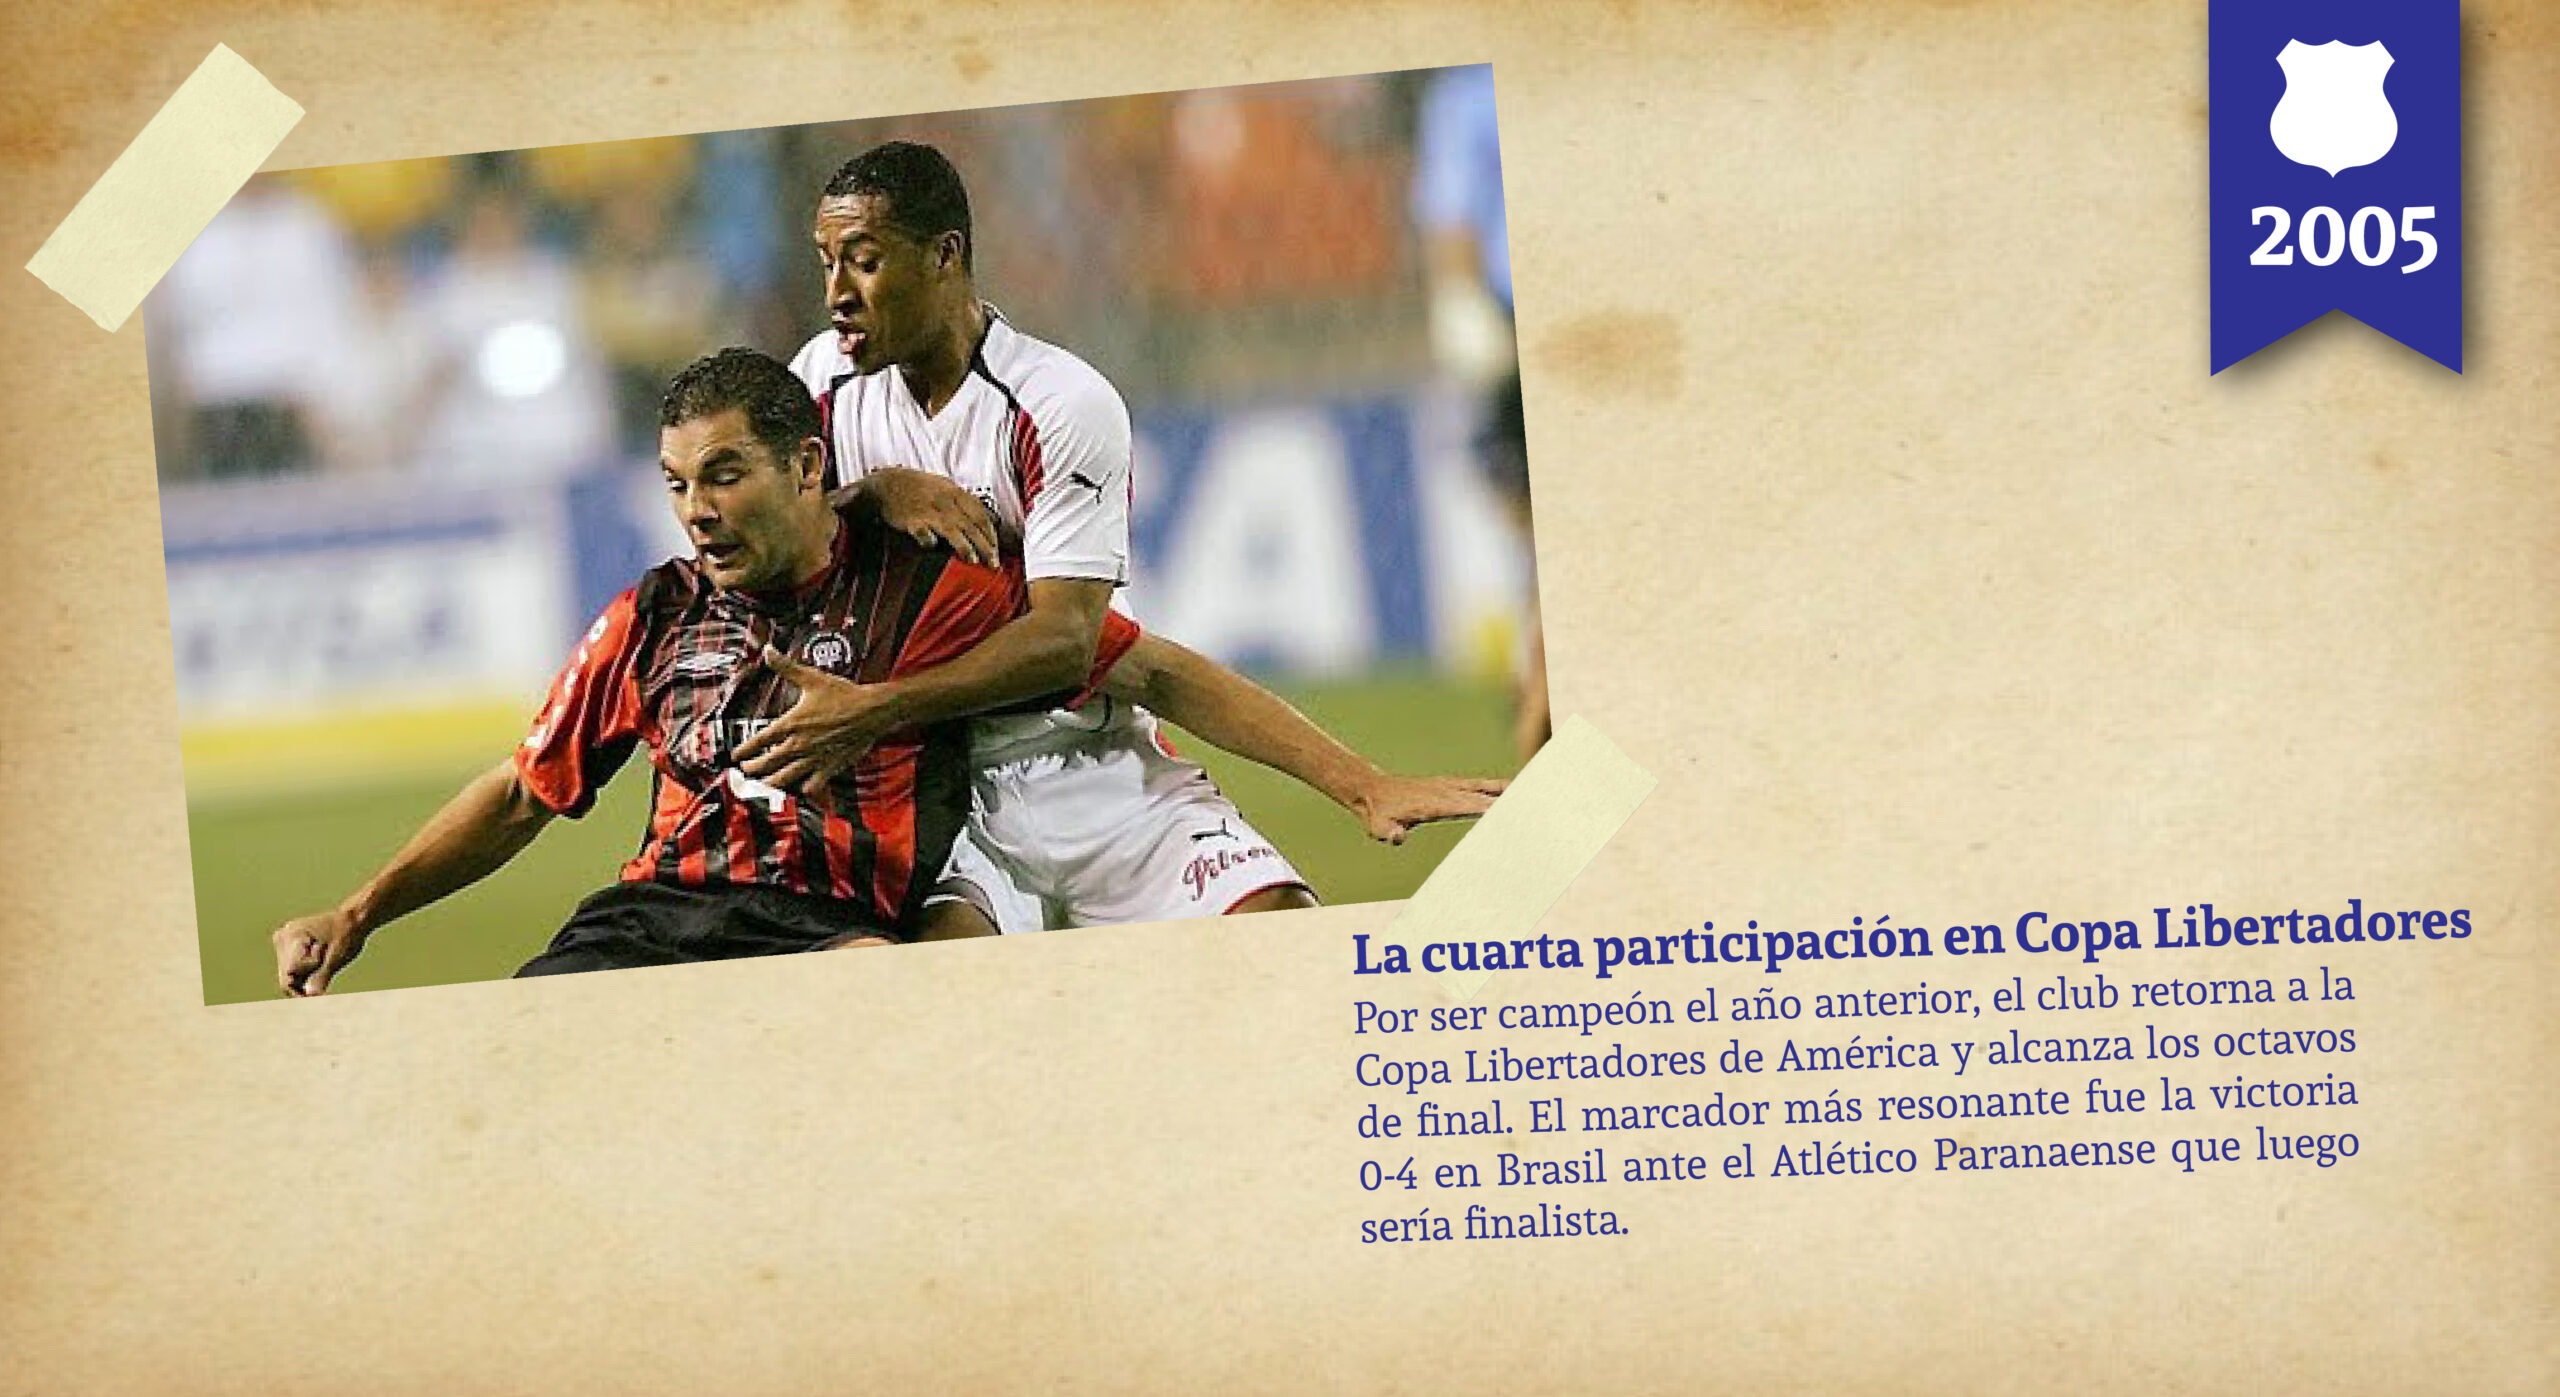 2005
La cuarta participación en Copa Libertadores
Por ser campeón el año anterior, el club retorna a la
Copa Libertadores de América y alcanza los octavos
de final. El marcador más resonante fue la victoria
0-4 en Brasil ante el Atlético Paranaense que luego
sería finalista.